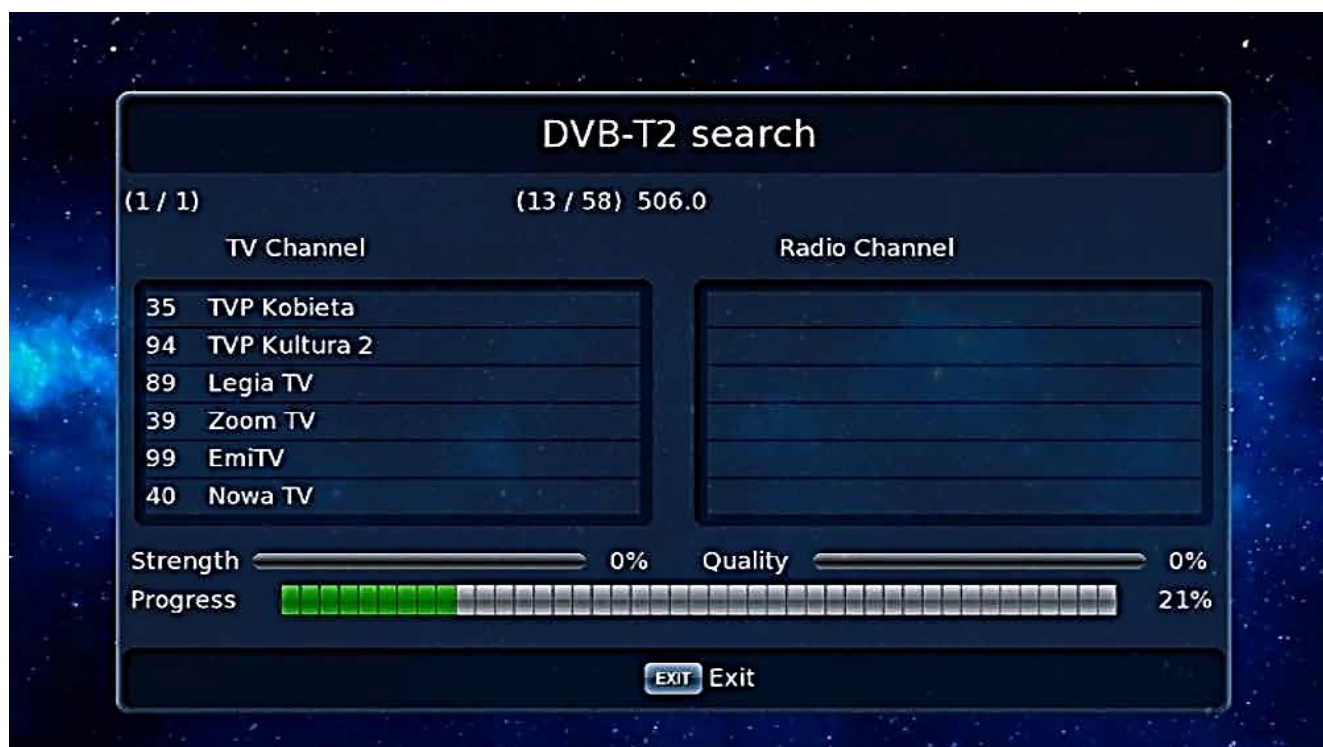 DVB-T2 search
(1 / 1) (13 / 58) 506.0
TV Channel Radio Channel
35 TVP Kobieta
94 TVP Kultura 2
89 Legia TV
39 Zoom TV
99 EmiTV
40 Nowa TV
Strength 0% Quality 0%
Progress 21%
EXIT Exit